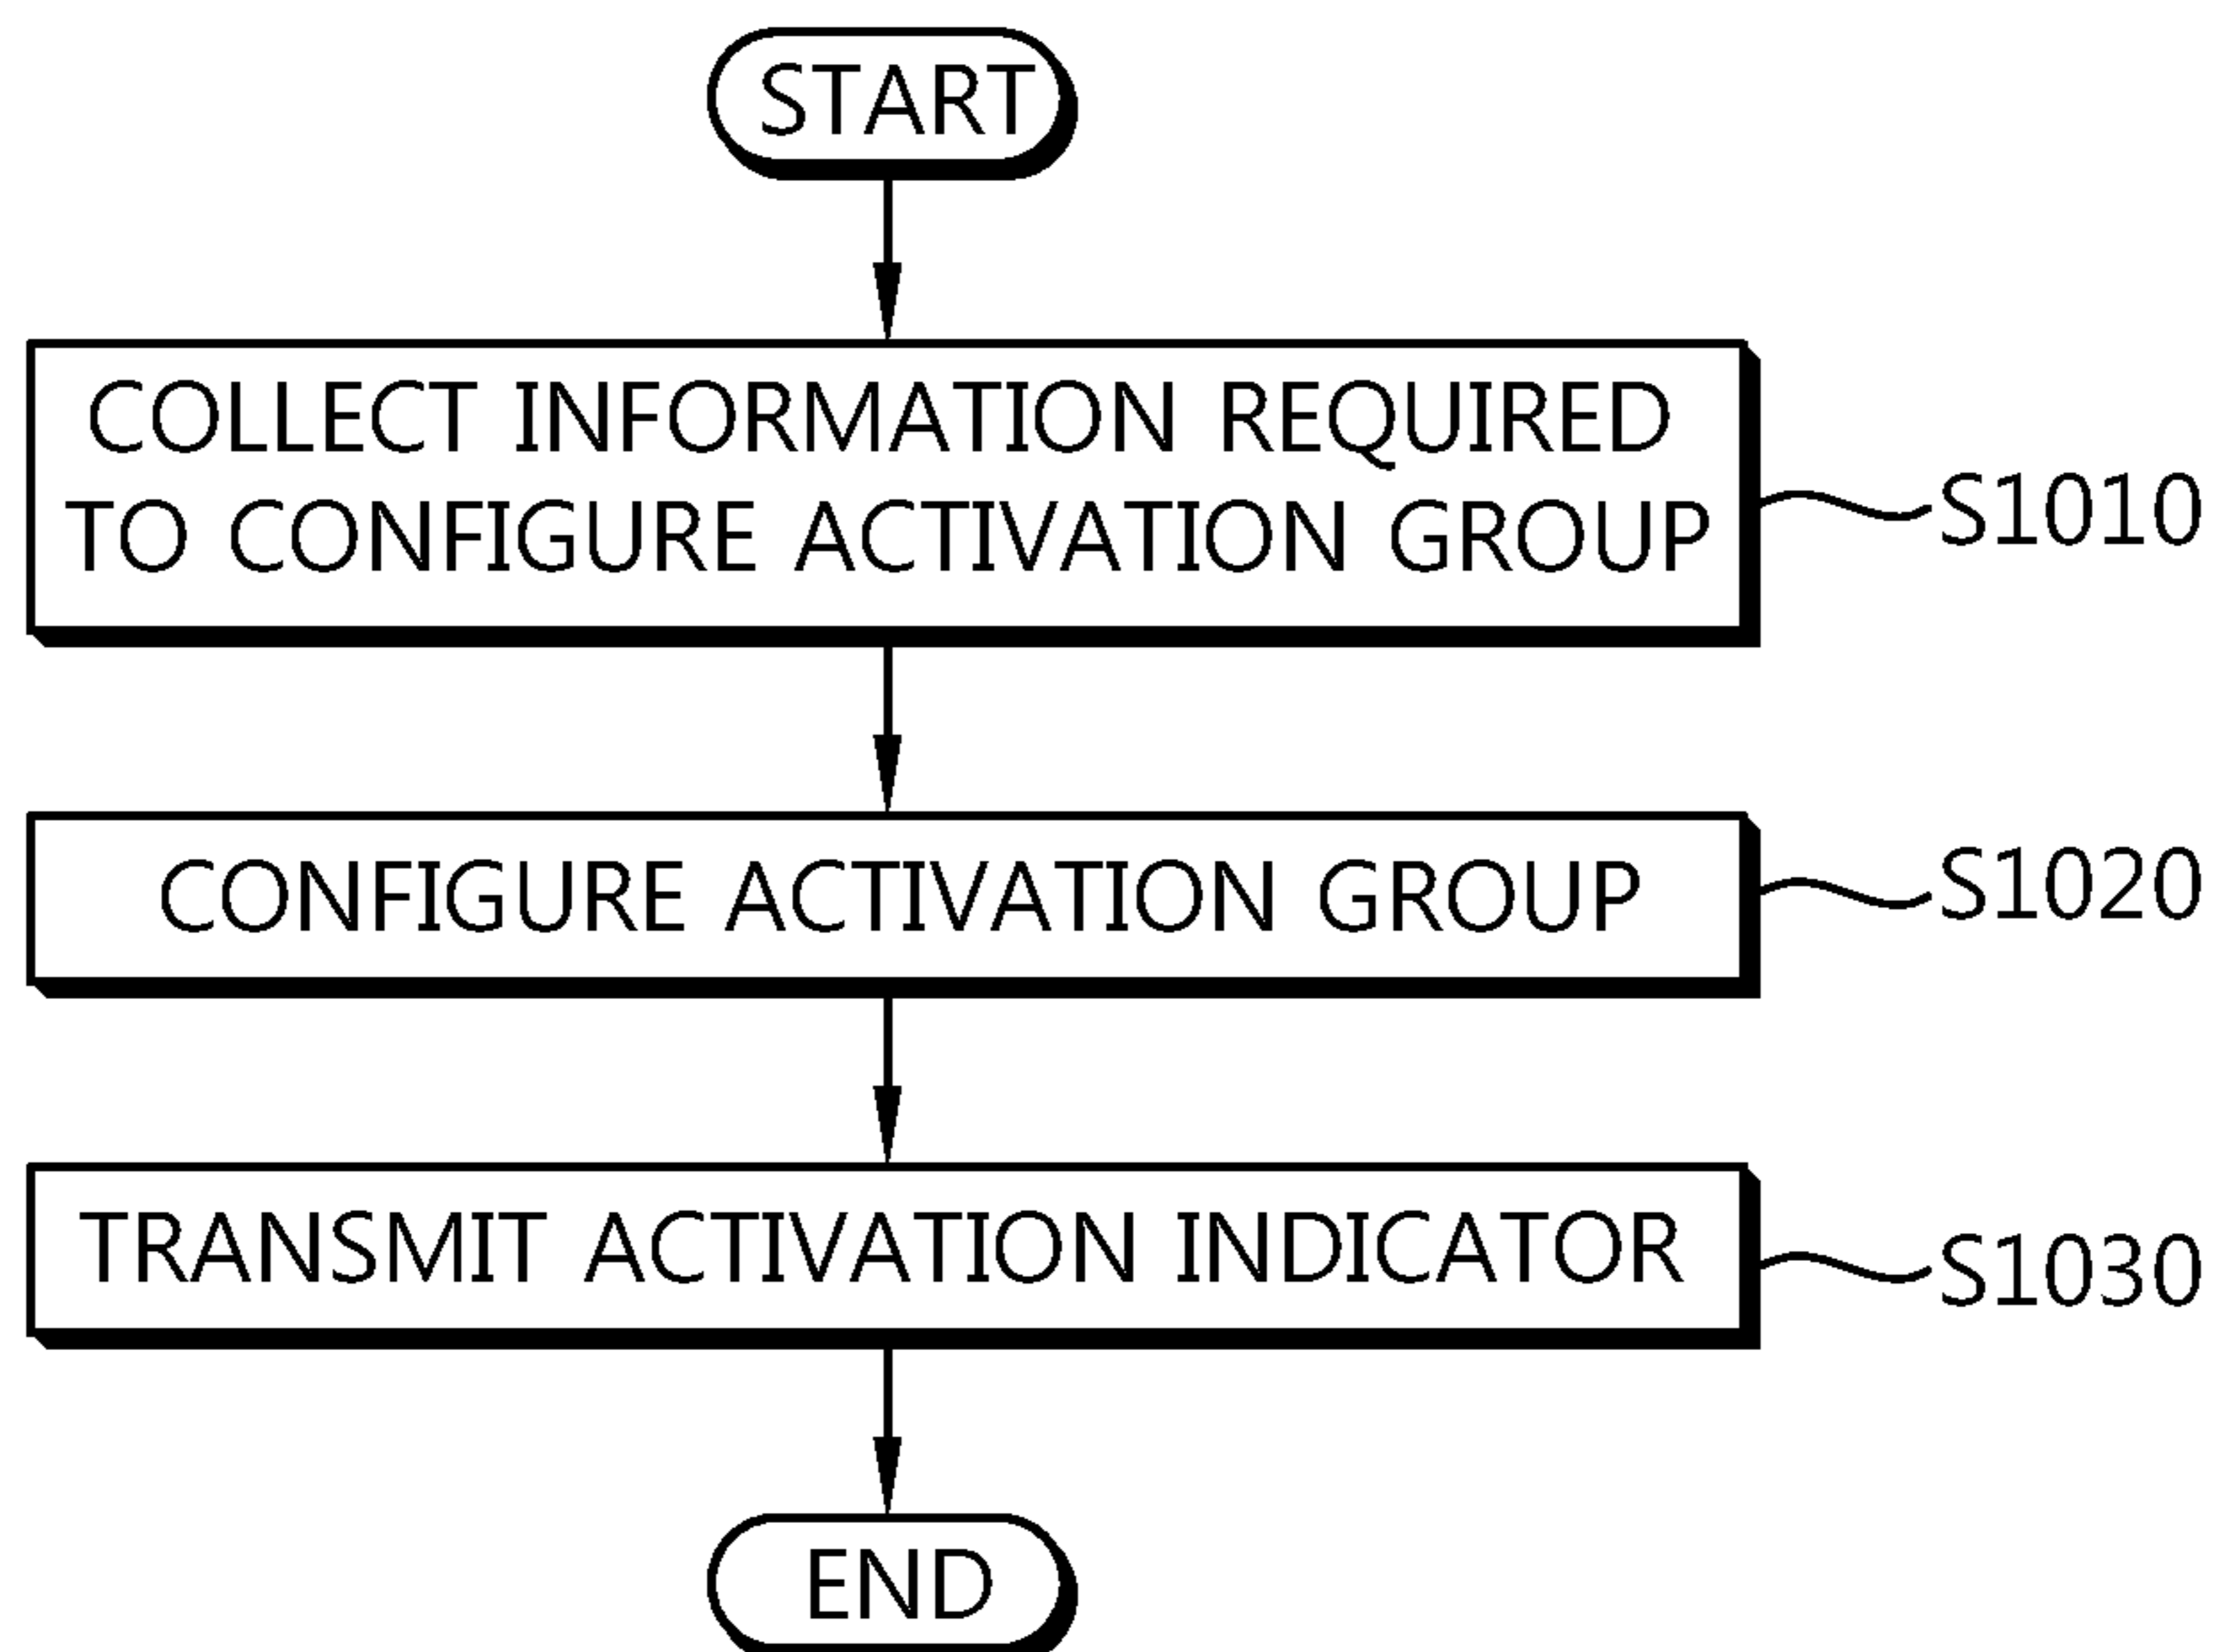 START
COLLECT INFORMATION REQUIRED
TO CONFIGURE ACTIVATION GROUP
S1010
CONFIGURE ACTIVATION GROUP
S1020
TRANSMIT ACTIVATION INDICATOR
S1030
END